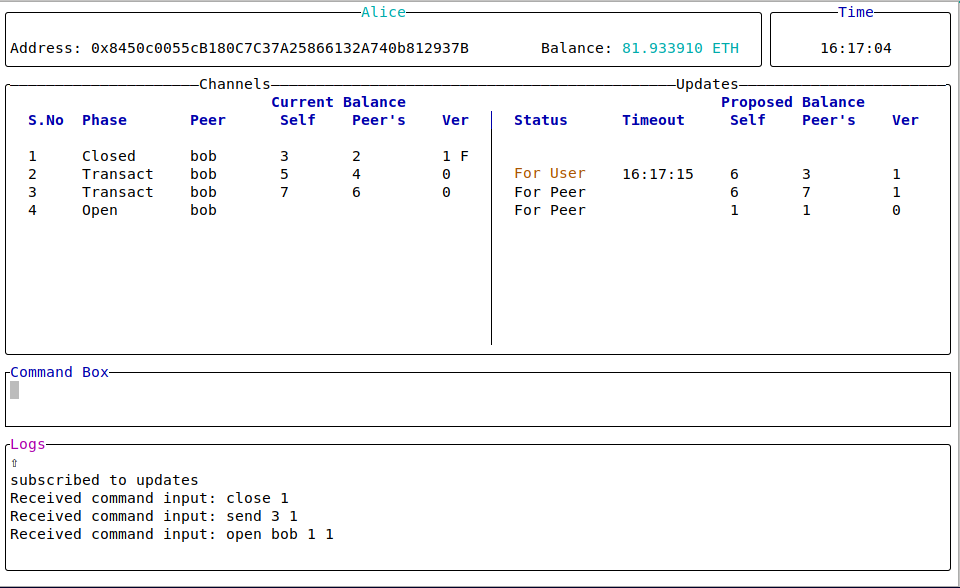 Alice
Time
Address: 0x8450c0055cB180C7C37A25866132A740b812937B Balance: 81.933910 ETH
16:17:04
Channels Updates
Current Balance Proposed Balance
S.No Phase Peer Self Peer's Ver Status Timeout Self Peer's Ver
1 Closed bob 3 2 1 F
2 Transact bob 5 4 0 For User 16:17:15 6 3 1
3 Transact bob 7 6 0 For Peer 6 7 1
4 Open bob For Peer 1 1 0
Command Box
Logs
⇧
subscribed to updates
Received command input: close 1
Received command input: send 3 1
Received command input: open bob 1 1